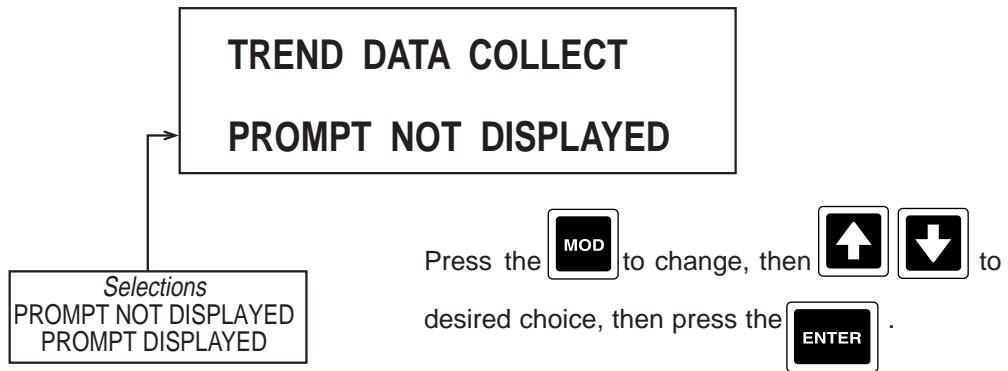 TREND DATA COLLECT
PROMPT NOT DISPLAYED
Selections
PROMPT NOT DISPLAYED
PROMPT DISPLAYED
Press the MOD to change, then to
desired choice, then press the ENTER .